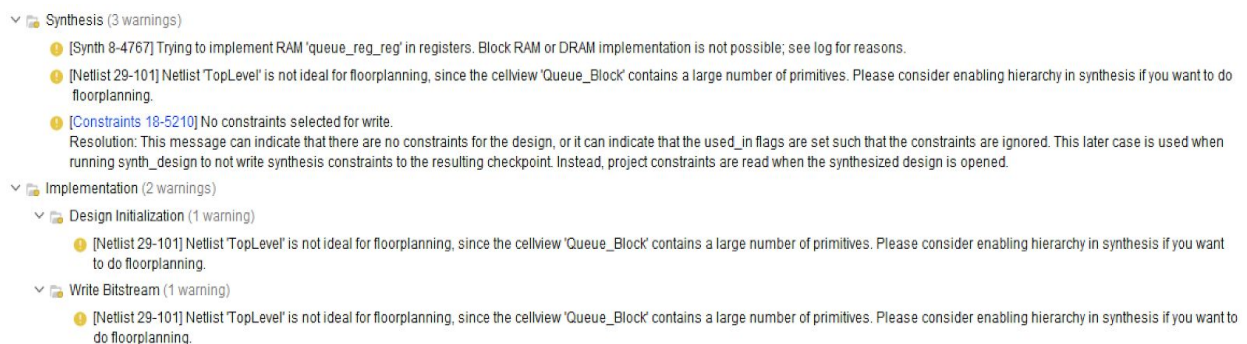 Synthesis (3 warnings)
[Synth 8-4767] Trying to implement RAM 'queue_reg_reg' in registers. Block RAM or DRAM implementation is not possible; see log for reasons.
[Netlist 29-101] Netlist 'TopLevel' is not ideal for floorplanning, since the cellview 'Queue_Block' contains a large number of primitives. Please consider enabling hierarchy in synthesis if you want to do
floorplanning.
[Constraints 18-5210] No constraints selected for write.
Resolution: This message can indicate that there are no constraints for the design, or it can indicate that the used_in flags are set such that the constraints are ignored. This later case is used when
running synth_design to not write synthesis constraints to the resulting checkpoint. Instead, project constraints are read when the synthesized design is opened.
Implementation (2 warnings)
Design Initialization (1 warning)
[Netlist 29-101] Netlist 'TopLevel' is not ideal for floorplanning, since the cellview 'Queue_Block' contains a large number of primitives. Please consider enabling hierarchy in synthesis if you want
to do floorplanning.
Write Bitstream (1 warning)
[Netlist 29-101] Netlist 'TopLevel' is not ideal for floorplanning, since the cellview 'Queue_Block' contains a large number of primitives. Please consider enabling hierarchy in synthesis if you want to
do floorplanning.